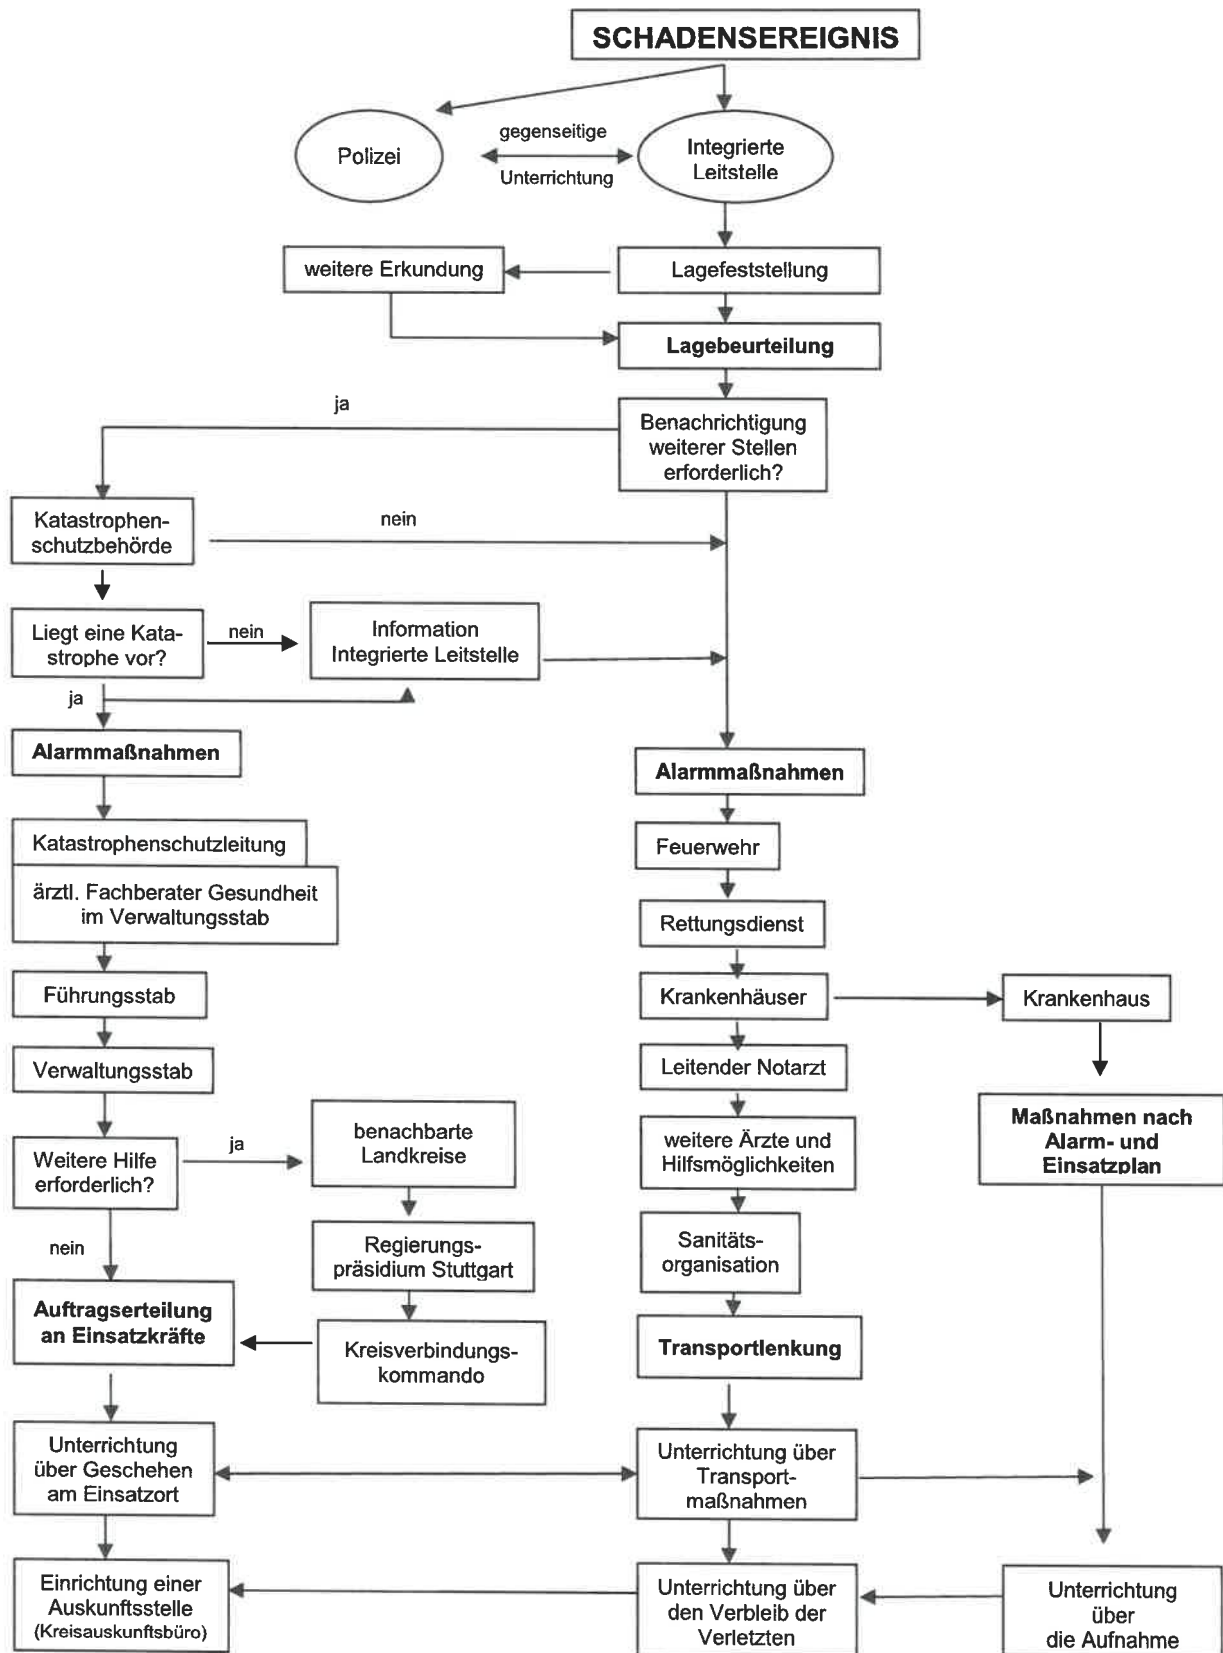 SCHADENSEREIGNIS
gegenseitige
Polizei
Integrierte
Leitstelle
Unterrichtung
weitere Erkundung
Lagefeststellung
Lagebeurteilung
ja
Benachrichtigung
weiterer Stellen
erforderlich?
Katastrophen-
schutzbehörde
nein
Liegt eine Kata-
strophe vor?
nein
Information
Integrierte Leitstelle
ja
Alarmmaßnahmen
Alarmmaßnahmen
Katastrophenschutzleitung
Feuerwehr
ärztl. Fachberater Gesundheit
im Verwaltungsstab
Rettungsdienst
Führungsstab
Krankenhäuser
Krankenhaus
Verwaltungsstab
Leitender Notarzt
Maßnahmen nach
Alarm- und
Einsatzplan
Weitere Hilfe
erforderlich?
ja
benachbarte
Landkreise
weitere Ärzte und
Hilfsmöglichkeiten
nein
Regierungs-
präsidium Stuttgart
Sanitäts-
organisation
Auftragserteilung
an Einsatzkräfte
Kreisverbindungs-
kommando
Transportlenkung
Unterrichtung
über Geschehen
am Einsatzort
Unterrichtung über
Transport-
maßnahmen
Einrichtung einer
Auskunftsstelle
(Kreisauskunftsbüro)
Unterrichtung über
den Verbleib der
Verletzten
Unterrichtung
über
die Aufnahme